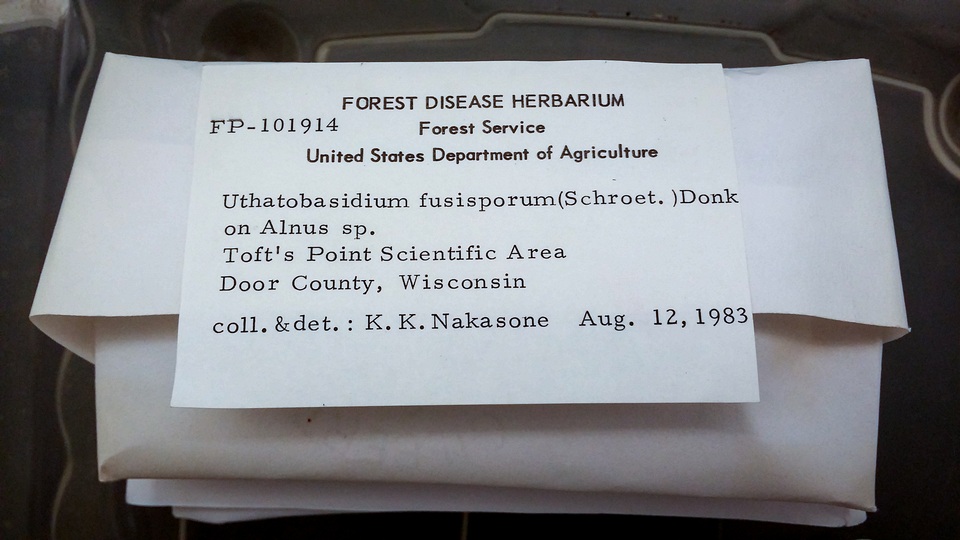 FOREST DISEASE HERBARIUM
FP-101914 Forest Service
United States Department of Agriculture
Uthatobasidium fusisporum(Schroet.)Donk
on Alnus sp.
Toft's Point Scientific Area
Door County, Wisconsin
coll.&det.: K.K.Nakasone Aug. 12,1983